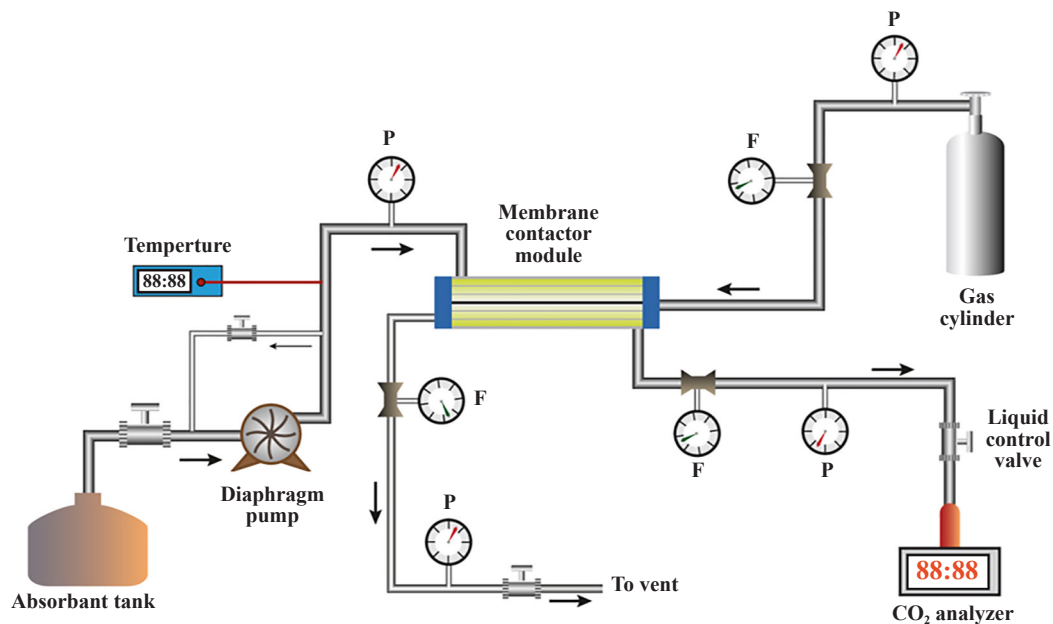 P
P
F
Membrane
contactor
module
Temperture
88:88
Gas
cylinder
F
F
P
Liquid
control
valve
Diaphragm
pump
P
88:88
To vent
Absorbant tank
CO₂ analyzer